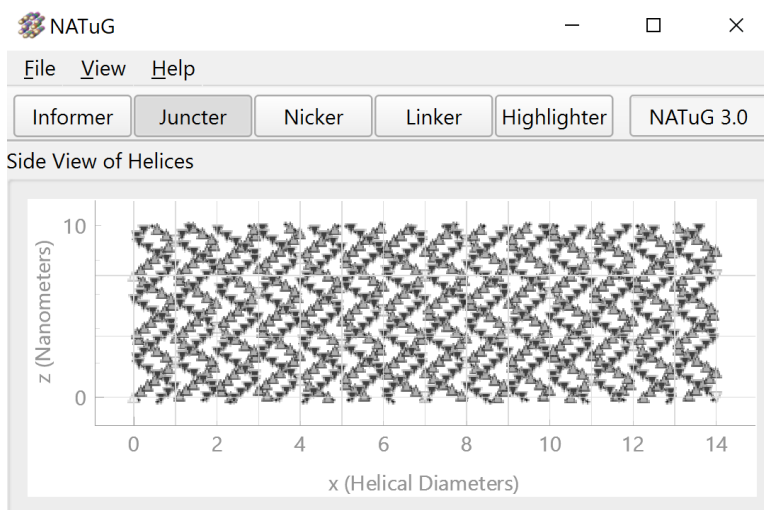 NATuG
File View Help
Informer Juncter Nicker Linker Highlighter NATuG 3.0
Side View of Helices
10
0
z (Nanometers)
0 2 4 6 8 10 12 14
x (Helical Diameters)